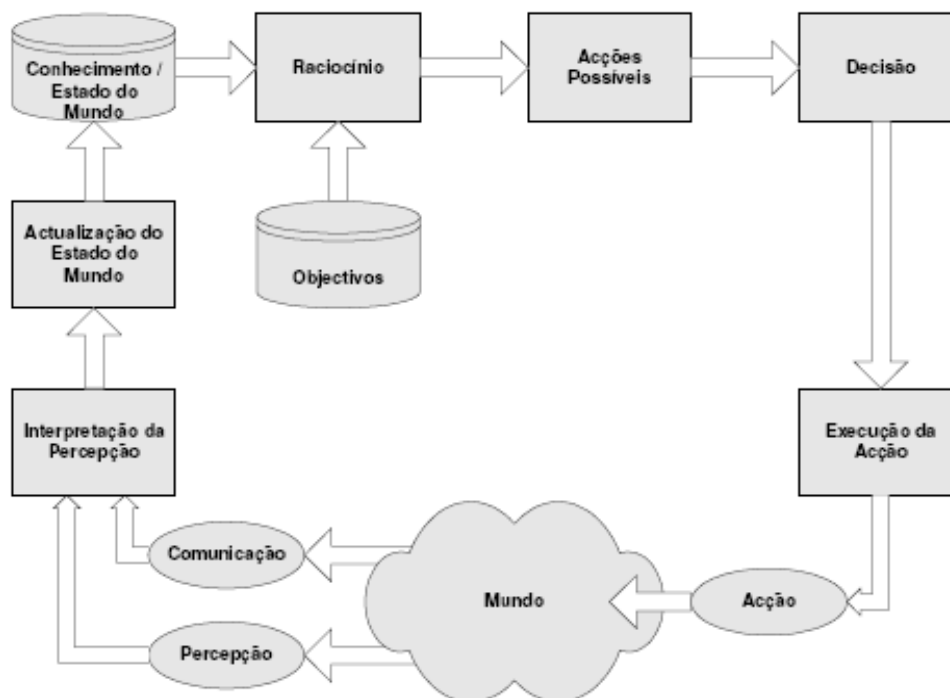 Conhecimento /
Estado do
Mundo
Raciocínio
Acções
Possíveis
Decisão
Actualização do
Estado do
Mundo
Objectivos
Interpretação da
Percepção
Execução da
Acção
Comunicação
Mundo
Acção
Percepção